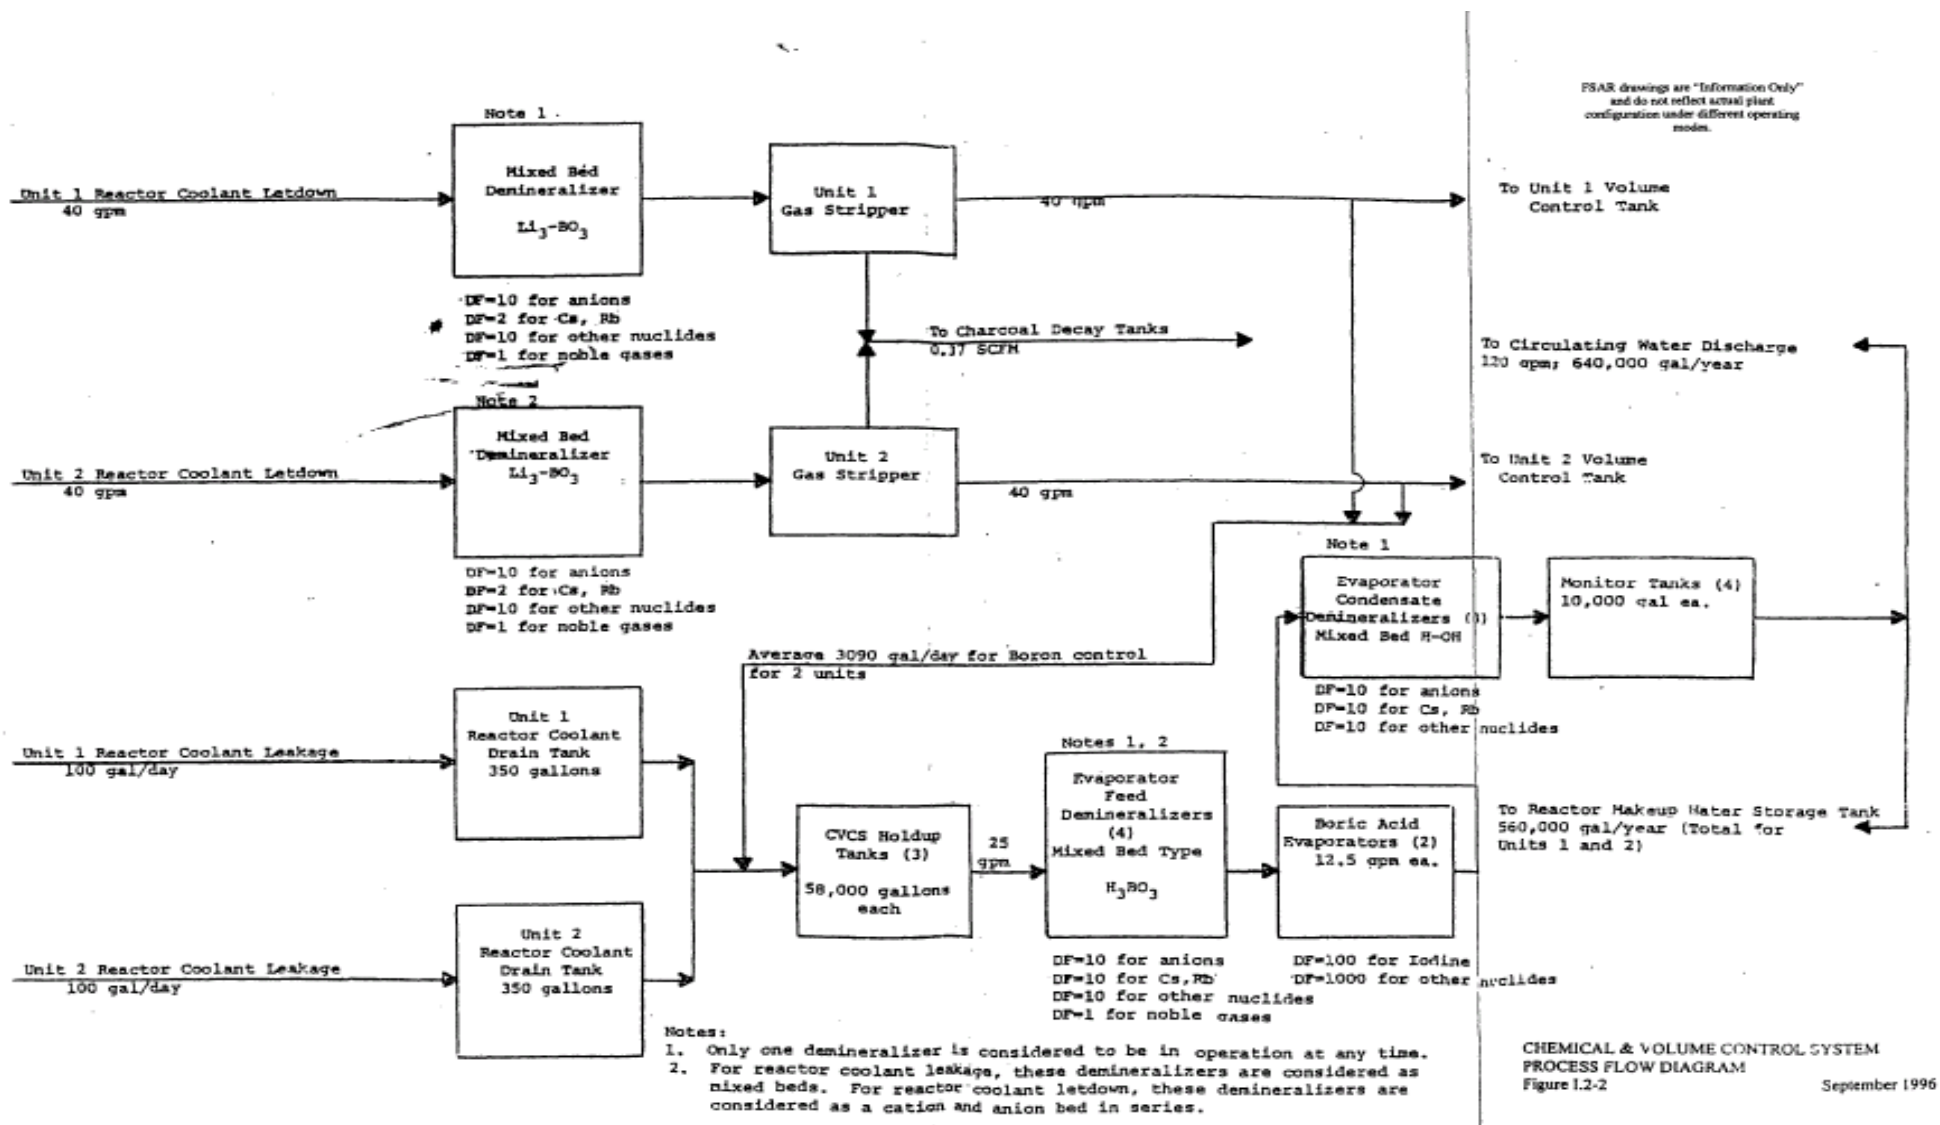 FSAR drawings are "Information Only"
and do not reflect actual plant
configuration under different operating
modes.
Note 1
Mixed Bed
Demineralizer
Li3-BO3
Unit 1 Reactor Coolant Letdown
40 gpm
DF=10 for anions
DF=2 for Cs, Rb
DF=10 for other nuclides
DF=1 for noble gases
Unit 1
Gas Stripper
40 gpm
To Unit 1 Volume
Control Tank
To Charcoal Decay Tanks
0.37 SCFM
To Circulating Water Discharge
120 gpm; 640,000 gal/year
Note 2
Mixed Bed
Demineralizer
Li3-BO3
Unit 2 Reactor Coolant Letdown
40 gpm
DF=10 for anions
DF=2 for Cs, Rb
DF=10 for other nuclides
DF=1 for noble gases
Unit 2
Gas Stripper
40 gpm
To Unit 2 Volume
Control Tank
Average 3090 gal/day for Boron control
for 2 units
Note 1
Evaporator
Condensate
Demineralizers
Mixed Bed H-OH
DF=10 for anions
DF=10 for Cs, Rb
DF=10 for other nuclides
Monitor Tanks (4)
10,000 gal ea.
Unit 1 Reactor Coolant Leakage
100 gal/day
Unit 1
Reactor Coolant
Drain Tank
350 gallons
Unit 2 Reactor Coolant Leakage
100 gal/day
Unit 2
Reactor Coolant
Drain Tank
350 gallons
CVCS Holdup
Tanks (3)
58,000 gallons
each
25
gpm
Notes 1, 2
Evaporator
Feed
Demineralizers
(4)
Mixed Bed Type
H3BO3
DF=10 for anions
DF=10 for Cs,Rb
DF=10 for other nuclides
DF=1 for noble gases
Boric Acid
Evaporators (2)
12.5 gpm ea.
DF=100 for Iodine
DF=1000 for other nuclides
To Reactor Makeup Water Storage Tank
560,000 gal/year (Total for
Units 1 and 2)
Notes:
1. Only one demineralizer is considered to be in operation at any time.
2. For reactor coolant leakage, these demineralizers are considered as
mixed beds. For reactor coolant letdown, these demineralizers are
considered as a cation and anion bed in series.
CHEMICAL & VOLUME CONTROL SYSTEM
PROCESS FLOW DIAGRAM
Figure I.2-2 September 1996